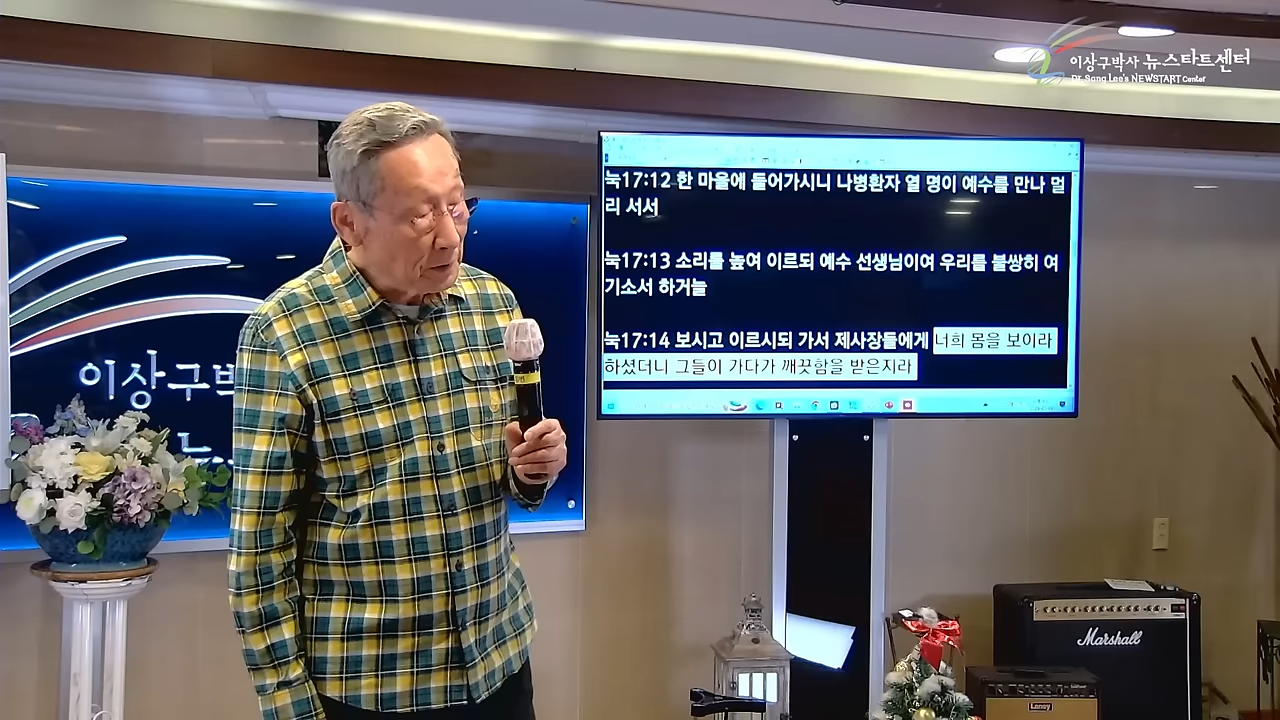 이상구박사 뉴스타트센터
Dr. Sang Lee's NEWSTART Center
눅17:12 한 마을에 들어가시니 나병환자 열 명이 예수를 만나 멀
리 서서
눅17:13 소리를 높여 이르되 예수 선생님이여 우리를 불쌍히 여
기소서 하거늘
눅17:14 보시고 이르시되 가서 제사장들에게 너희 몸을 보이라
하셨더니 그들이 가다가 깨끗함을 받은지라
이상구
Marshall
Laney